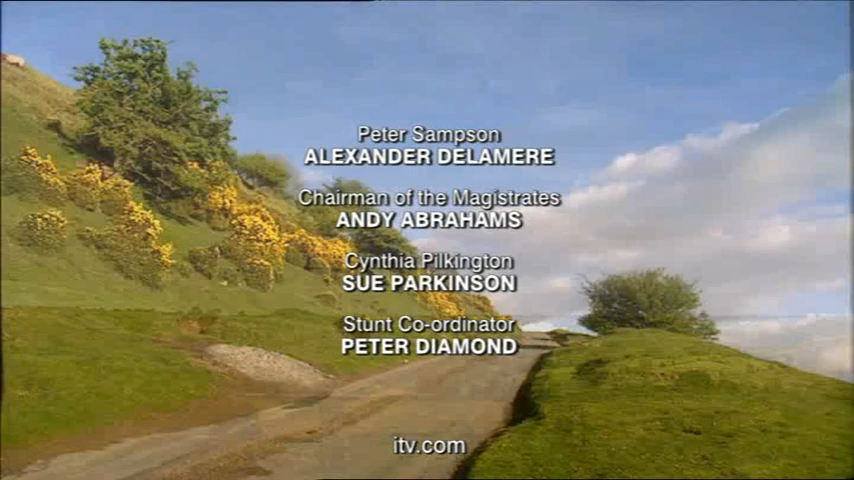 Peter Sampson
ALEXANDER DELAMERE
Chairman of the Magistrates
ANDY ABRAHAMS
Cynthia Pilkington
SUE PARKINSON
Stunt Co-ordinator
PETER DIAMOND
itv.com